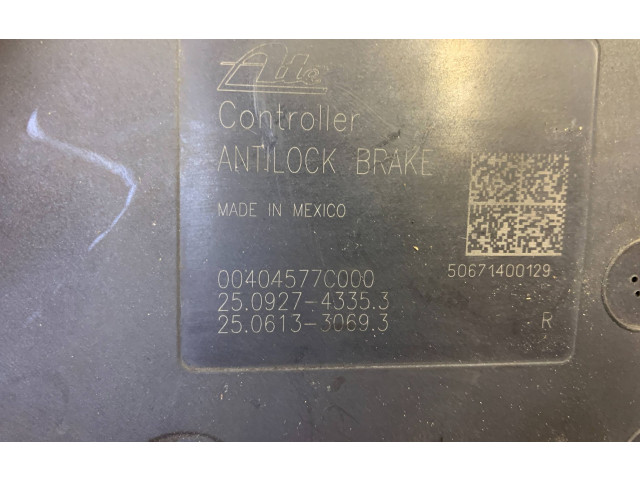 Ate
Controller
ANTILOCK BRAKE
MADE IN MEXICO
50671400129
00404577C000
25.0927-4335.3
25.0613-3069.3
R